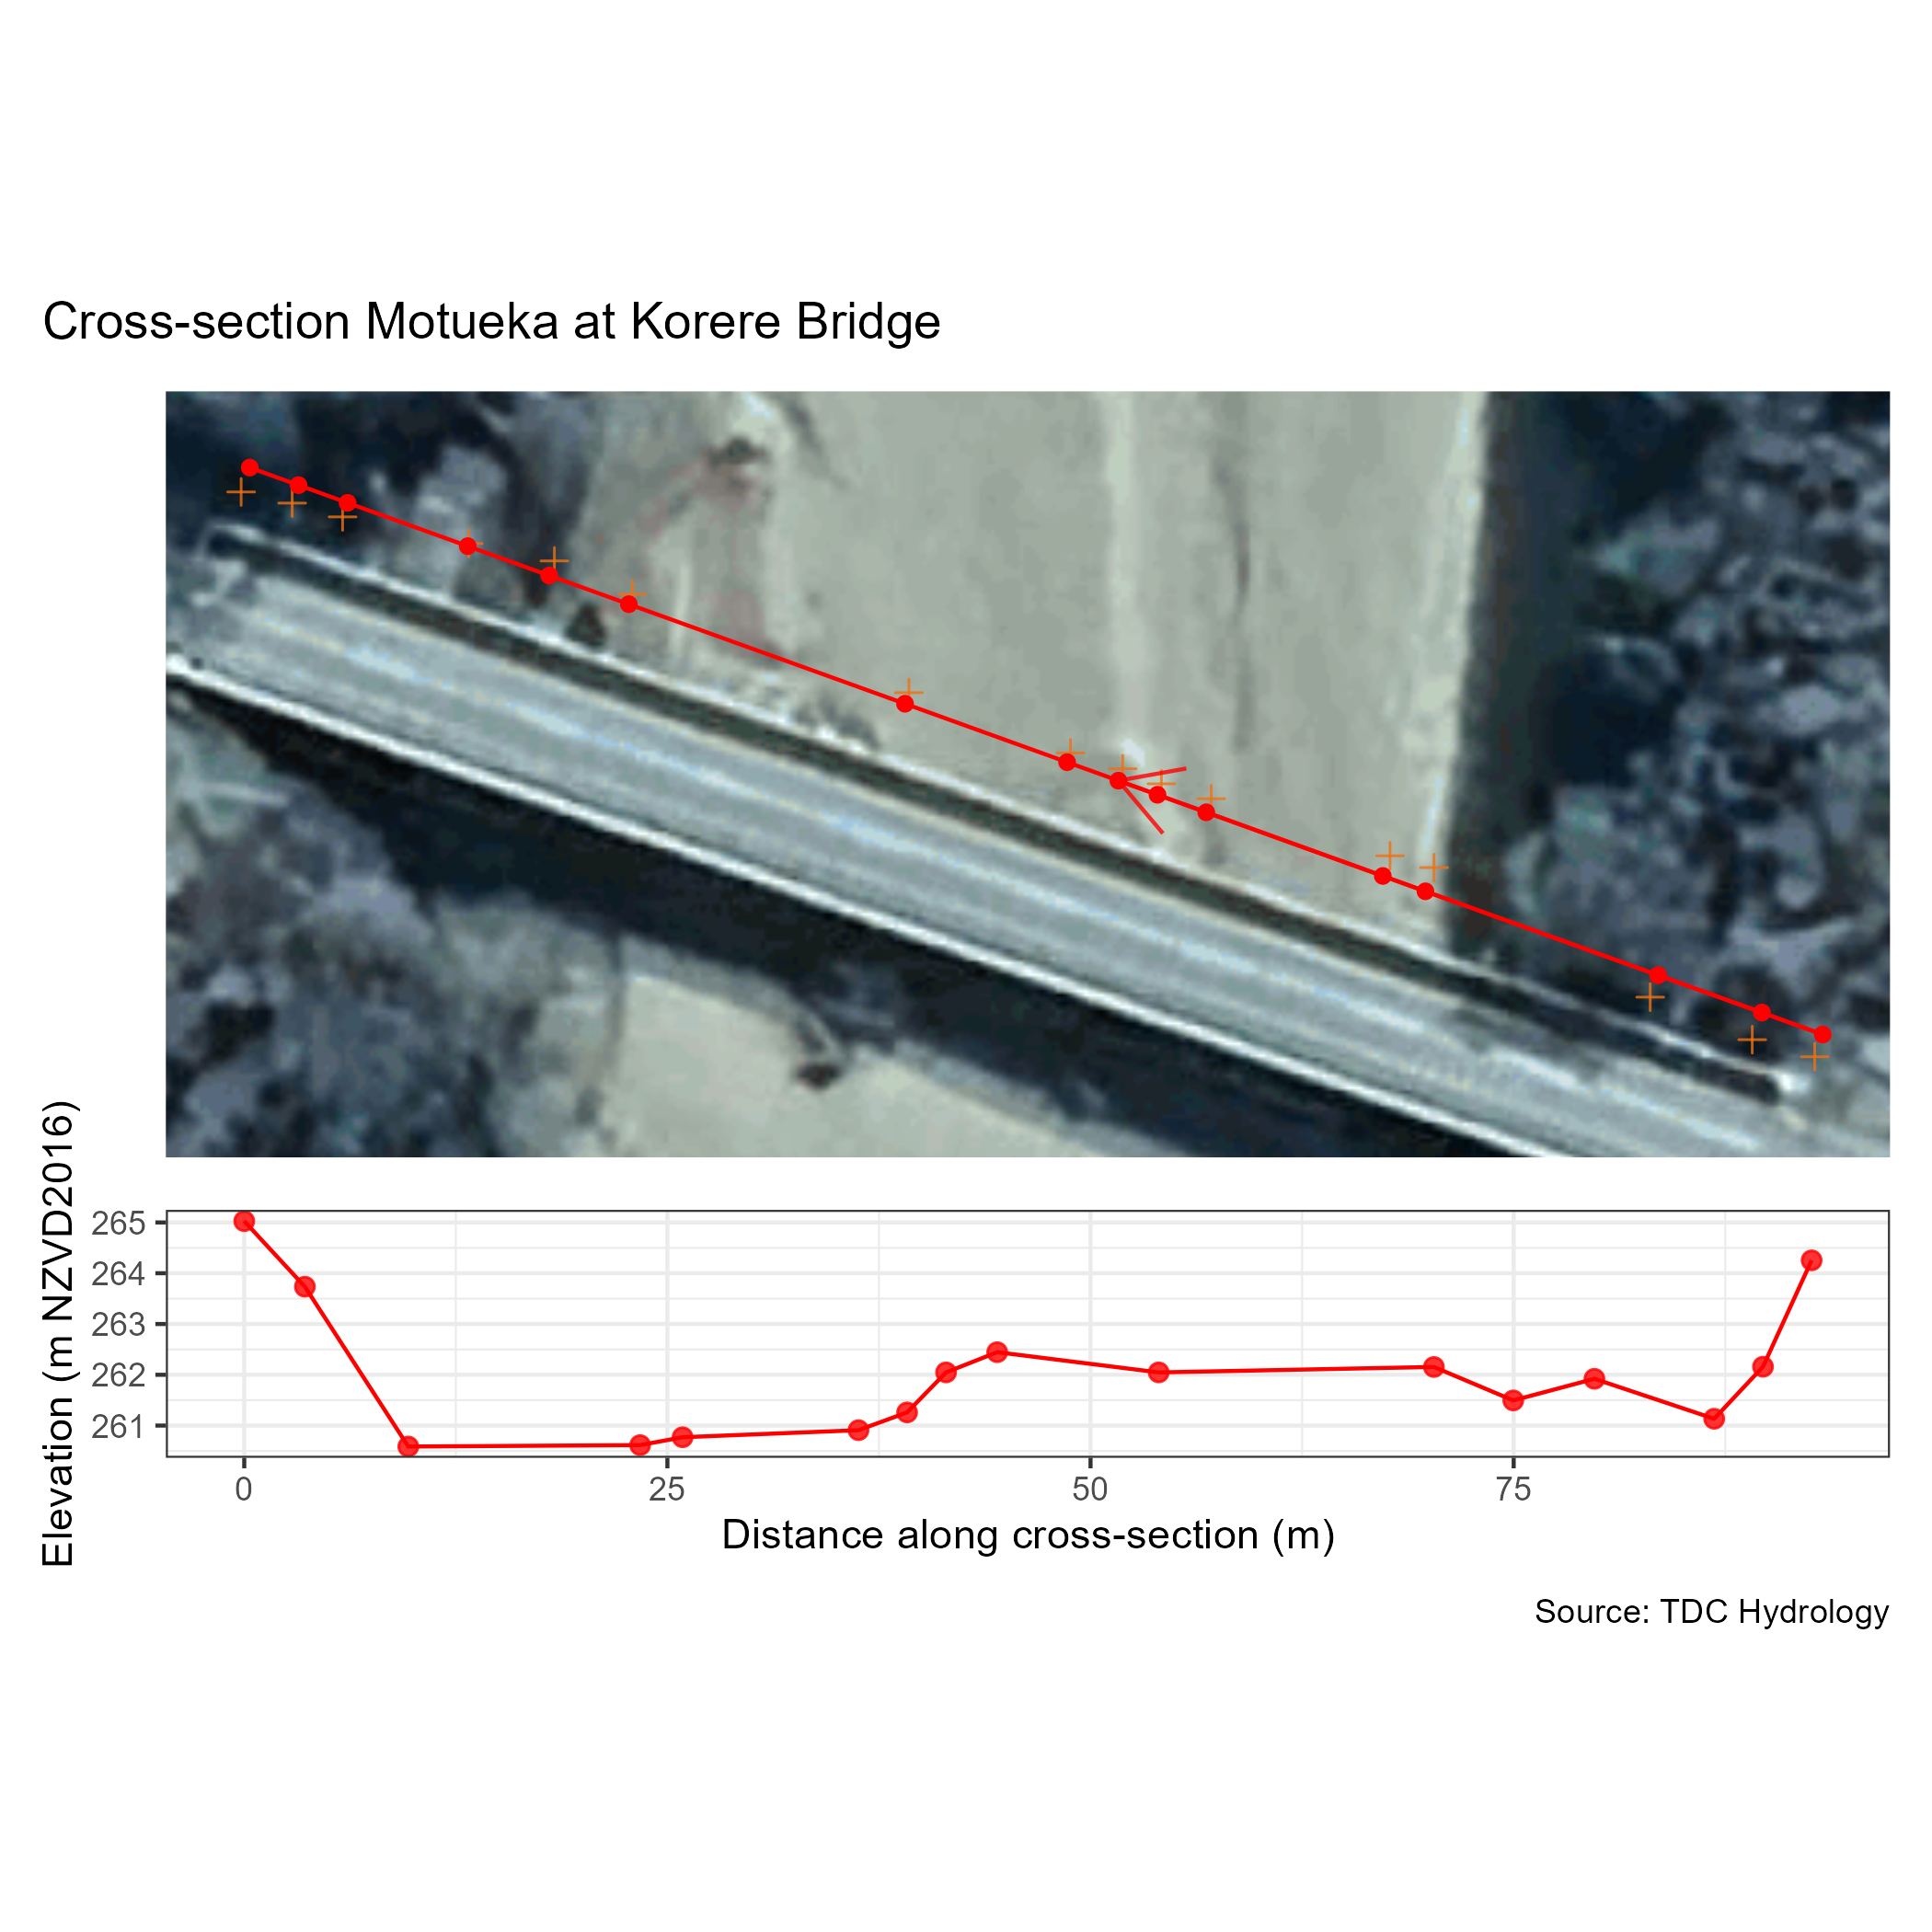 Cross-section Motueka at Korere Bridge
Elevation (m NZVD2016)
265
264
263
262
261
0 25 50 75
Distance along cross-section (m)
Source: TDC Hydrology